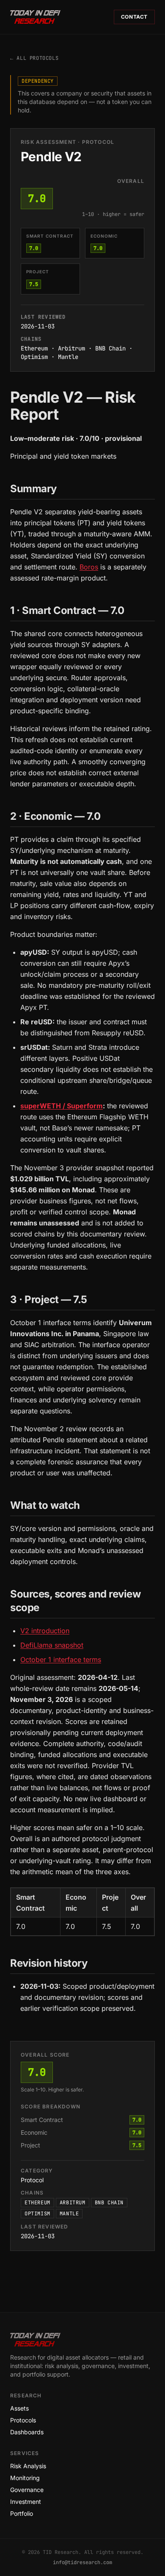 TODAY IN DEFI
RESEARCH
CONTACT
← ALL PROTOCOLS
DEPENDENCY
This covers a company or security that assets in
this database depend on — not a token you can
hold.
RISK ASSESSMENT · PROTOCOL
Pendle V2
OVERALL
7.0
1–10 · higher = safer
SMART CONTRACT
7.0
ECONOMIC
7.0
PROJECT
7.5
LAST REVIEWED
2026-11-03
CHAINS
Ethereum · Arbitrum · BNB Chain ·
Optimism · Mantle
Pendle V2 — Risk
Report
Low–moderate risk · 7.0/10 · provisional
Principal and yield token markets
Summary
Pendle V2 separates yield-bearing assets
into principal tokens (PT) and yield tokens
(YT), traded through a maturity-aware AMM.
Holders depend on the exact underlying
asset, Standardized Yield (SY) conversion
and settlement route. Boros is a separately
assessed rate-margin product.
1 · Smart Contract — 7.0
The shared core connects heterogeneous
yield sources through SY adapters. A
reviewed core does not make every new
wrapper equally safe or every
underlying secure. Router approvals,
conversion logic, collateral-oracle
integration and deployment version need
product-specific binding.
Historical reviews inform the retained rating.
This refresh does not establish current
audited-code identity or enumerate every
live authority path. A smoothly converging
price also does not establish correct external
lender parameters or executable depth.
2 · Economic — 7.0
PT provides a claim through its specified
SY/underlying mechanism at maturity.
Maturity is not automatically cash, and one
PT is not universally one vault share. Before
maturity, sale value also depends on
remaining yield, rates and liquidity. YT and
LP positions carry different cash-flow, expiry
and inventory risks.
Product boundaries matter:
• apyUSD: SY output is apyUSD; cash
conversion can still require Apyx’s
unlock/claim process or a secondary
sale. No mandatory pre-maturity roll/exit
deadline was established for the reviewed
Apyx PT.
• Re reUSD: the issuer and contract must
be distinguished from Resupply reUSD.
• srUSDat: Saturn and Strata introduce
different layers. Positive USDat
secondary liquidity does not establish the
conditional upstream share/bridge/queue
route.
• superWETH / Superform: the reviewed
route uses the Ethereum Flagship WETH
vault, not Base’s older namesake; PT
accounting units require explicit
conversion to vault shares.
The November 3 provider snapshot reported
$1.029 billion TVL, including approximately
$145.66 million on Monad. These are
provider business figures, not live notes,
profit or verified contest scope. Monad
remains unassessed and is not added to
scored chains by this documentary review.
Underlying funded allocations, live
governance and cash execution require
separate measurements.
3 · Project — 7.5
October 1 interface terms identify Universum
Innovations Inc. in Panama, Singapore law
and SIAC arbitration. The interface operator
is distinct from every issuer/SY and does
not guarantee redemption. The established
ecosystem and review record support the
project context, while operator permissions,
finances and underlying solvency remain
separate questions.
The November 2 review records an
attributed Pendle statement about a related
infrastructure incident. That statement is not
a complete forensic assurance that every
product or user was unaffected.
What to watch
SY/core version and permissions, oracle and
maturity handling, exact underlying claims,
executable exits and Monad’s unassessed
deployment controls.
Sources, scores and review
scope
• V2 introduction
• DefiLlama snapshot
• October 1 interface terms
Original assessment: 2026-04-12. Last
whole-review date remains 2026-05-14;
November 3, 2026 is a scoped
documentary, product-identity and business-
context revision. Scores are retained
provisionally from documented prior
evidence. Complete authority, code/audit
binding, funded allocations and executable
exits were not reverified. Provider TVL
figures, where cited, are dated observations
rather than live balances, net of duplicates
or exit capacity. No new live dashboard or
account measurement is implied.
Higher scores mean safer on a 1–10 scale.
Overall is an authored protocol judgment
rather than a separate asset, parent-protocol
or underlying-vault rating. It may differ from
an arithmetic mean of the three axes.
Smart
Contract
Econo
mic
Proje
ct
Over
all
7.0
7.0
7.5
7.0
Revision history
• 2026-11-03: Scoped product/deployment
and documentary revision; scores and
earlier verification scope preserved.
OVERALL SCORE
7.0
Scale 1–10. Higher is safer.
SCORE BREAKDOWN
Smart Contract 7.0
Economic 7.0
Project 7.5
CATEGORY
Protocol
CHAINS
ETHEREUM ARBITRUM BNB CHAIN
OPTIMISM MANTLE
LAST REVIEWED
2026-11-03
TODAY IN DEFI
RESEARCH
Research for digital asset allocators — retail and
institutional: risk analysis, governance, investment,
and portfolio support.
RESEARCH
Assets
Protocols
Dashboards
SERVICES
Risk Analysis
Monitoring
Governance
Investment
Portfolio
© 2026 TID Research. All rights reserved.
info@tidresearch.com